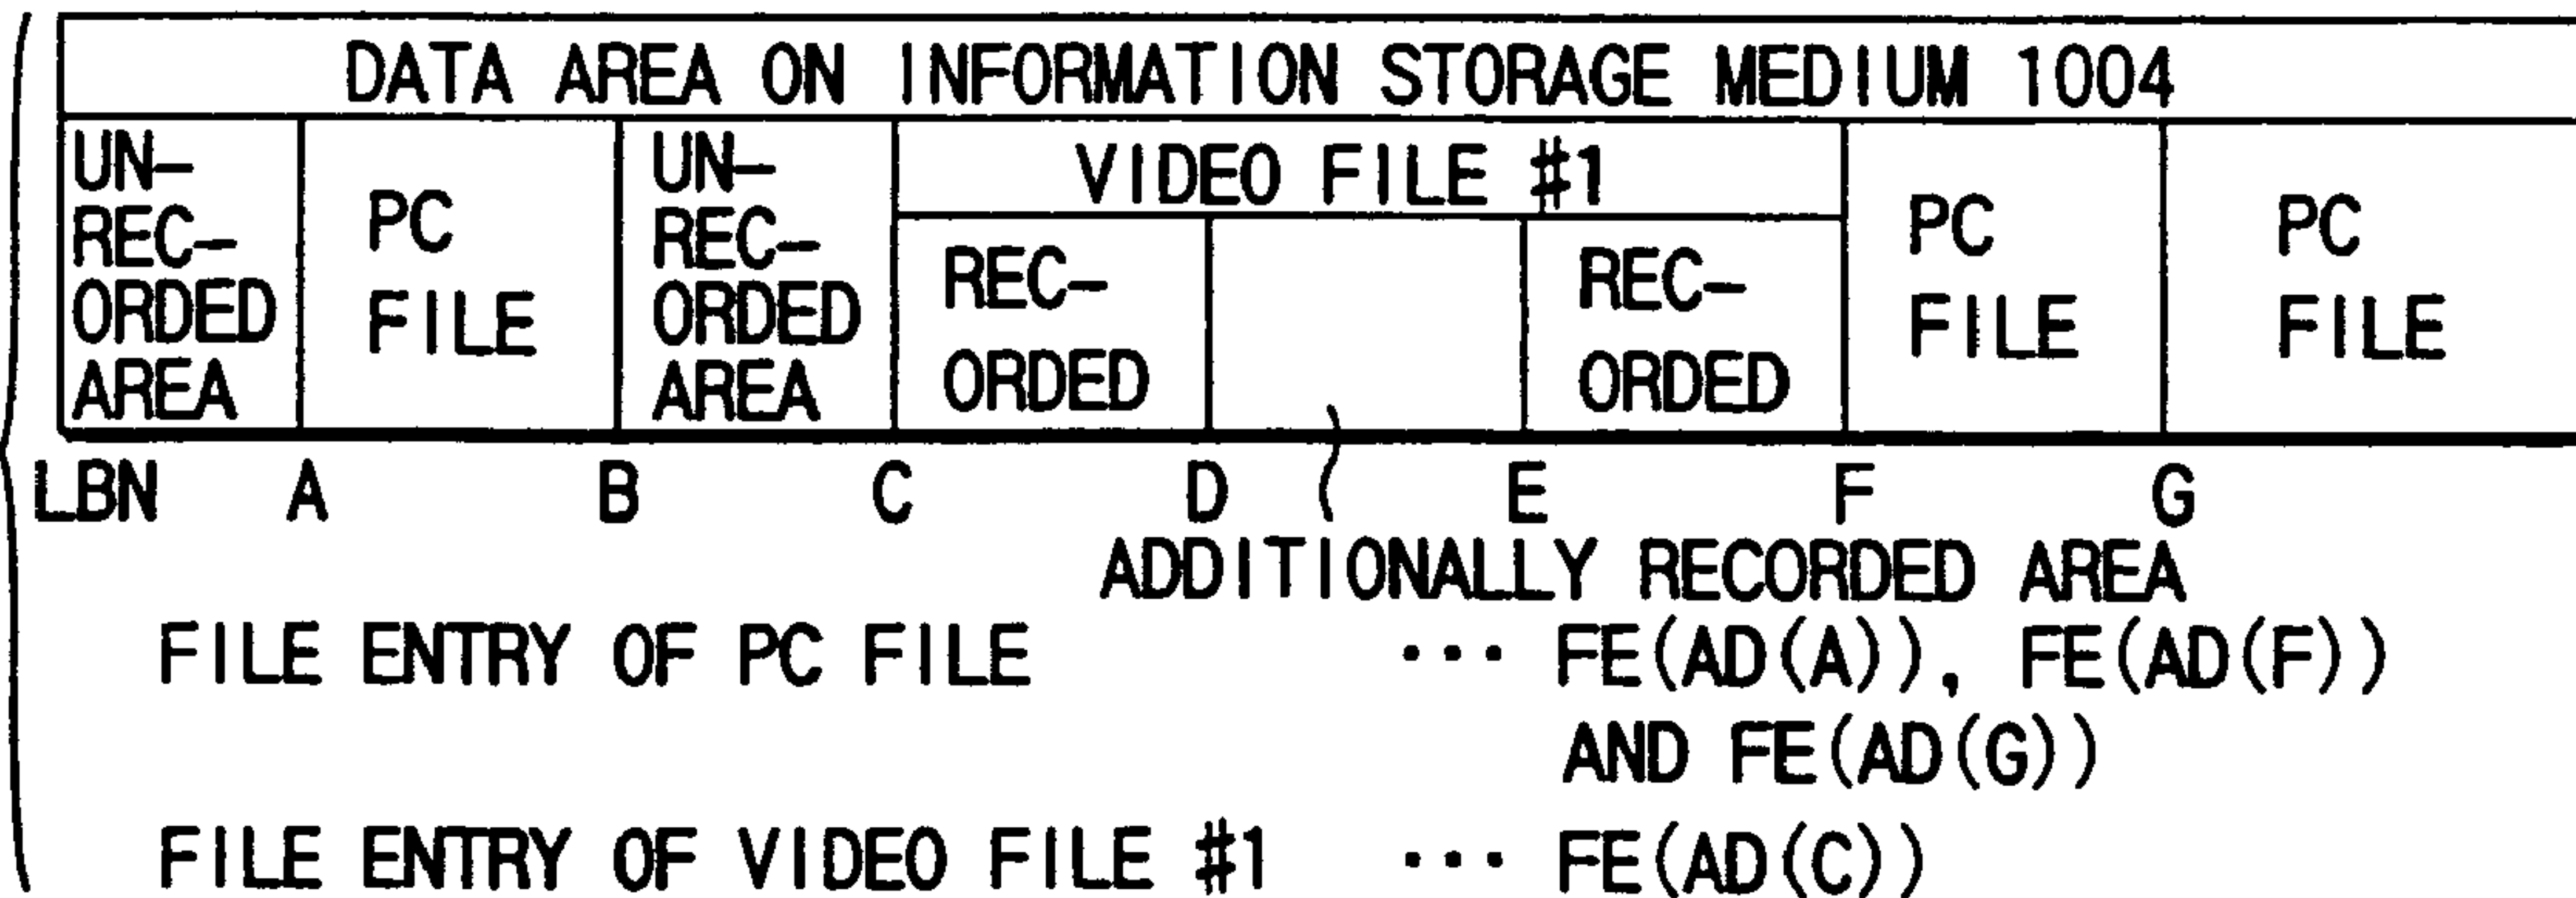 DATA AREA ON INFORMATION STORAGE MEDIUM 1004
UN-
REC-
ORDED
AREA
PC
FILE
UN-
REC-
ORDED
AREA
VIDEO FILE #1
REC-
ORDED
REC-
ORDED
PC
FILE
PC
FILE
LBN A B C D E F G
ADDITIONALLY RECORDED AREA
FILE ENTRY OF PC FILE ··· FE(AD(A)), FE(AD(F))
AND FE(AD(G))
FILE ENTRY OF VIDEO FILE #1 ··· FE(AD(C))